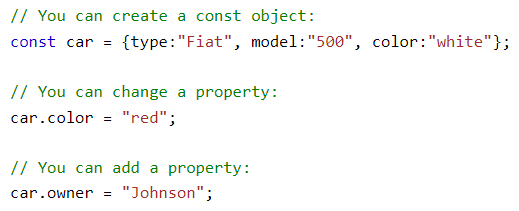 // You can create a const object:
const car = {type:"Fiat", model:"500", color:"white"};
// You can change a property:
car.color = "red";
// You can add a property:
car.owner = "Johnson";